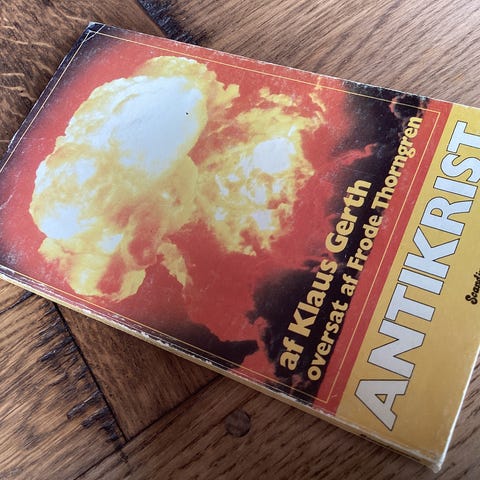 ANTIKRIST
af Klaus Gerth
oversat af Frode Thorngren